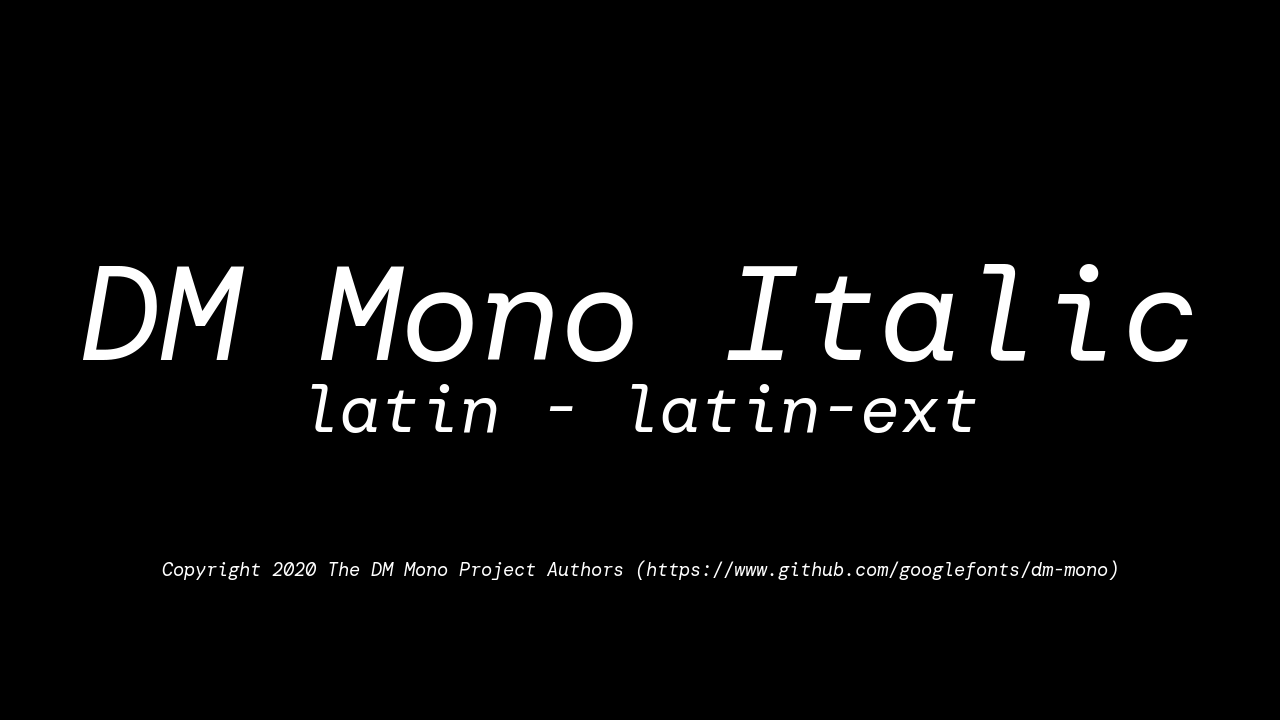 DM Mono Italic
latin - latin-ext
Copyright 2020 The DM Mono Project Authors (https://www.github.com/googlefonts/dm-mono)